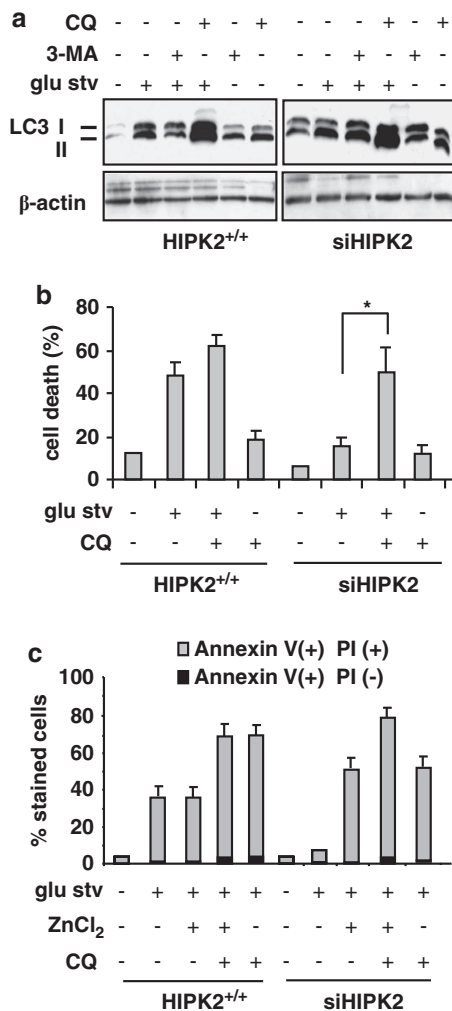 a
CQ - - - + - + - - - + - +
3-MA - - + - + - - - + - + -
glu stv - + + + - - - + + + - -
LC3 I
II
β-actin
HIPK2+/+ siHIPK2
b
cell death (%)
80
60
40
20
0
*
glu stv - + + - - + + -
CQ - - + + - - + +
HIPK2+/+ siHIPK2
c
Annexin V(+) PI (+)
Annexin V(+) PI (-)
% stained cells
100
80
60
40
20
0
glu stv - + + + + - + + + +
ZnCl2 - - + + - - - + + -
CQ - - - + + - - - + +
HIPK2+/+ siHIPK2